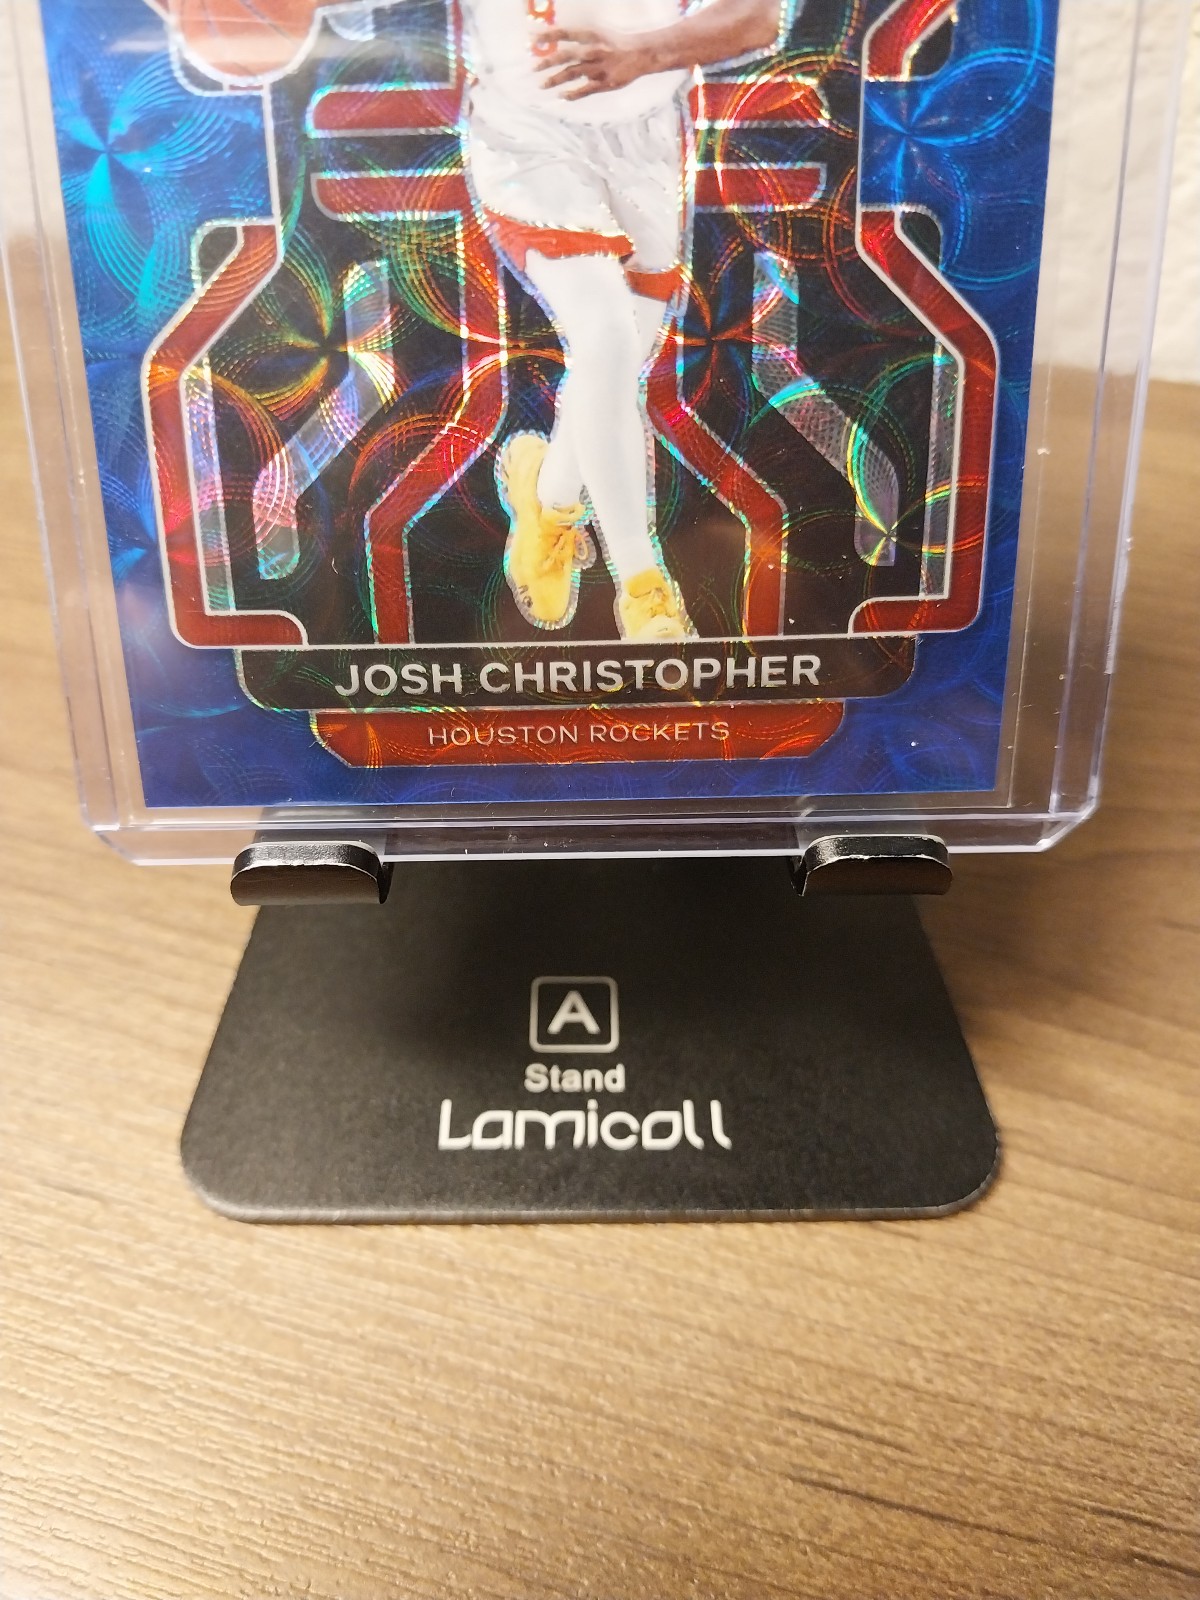 JOSH CHRISTOPHER
HOUSTON ROCKETS
A
Stand
Lamicall